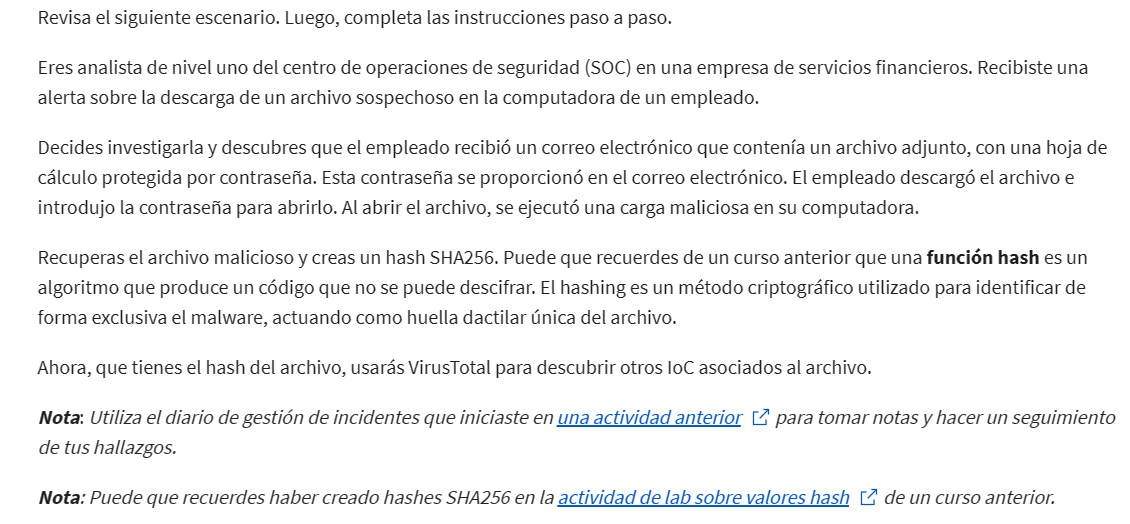 Revisa el siguiente escenario. Luego, completa las instrucciones paso a paso.
Eres analista de nivel uno del centro de operaciones de seguridad (SOC) en una empresa de servicios financieros. Recibiste una
alerta sobre la descarga de un archivo sospechoso en la computadora de un empleado.
Decides investigarla y descubres que el empleado recibió un correo electrónico que contenía un archivo adjunto, con una hoja de
cálculo protegida por contraseña. Esta contraseña se proporcionó en el correo electrónico. El empleado descargó el archivo e
introdujo la contraseña para abrirlo. Al abrir el archivo, se ejecutó una carga maliciosa en su computadora.
Recuperas el archivo malicioso y creas un hash SHA256. Puede que recuerdes de un curso anterior que una función hash es un
algoritmo que produce un código que no se puede descifrar. El hashing es un método criptográfico utilizado para identificar de
forma exclusiva el malware, actuando como huella dactilar única del archivo.
Ahora, que tienes el hash del archivo, usarás VirusTotal para descubrir otros IoC asociados al archivo.
Nota: Utiliza el diario de gestión de incidentes que iniciaste en una actividad anterior para tomar notas y hacer un seguimiento
de tus hallazgos.
Nota: Puede que recuerdes haber creado hashes SHA256 en la actividad de lab sobre valores hash de un curso anterior.